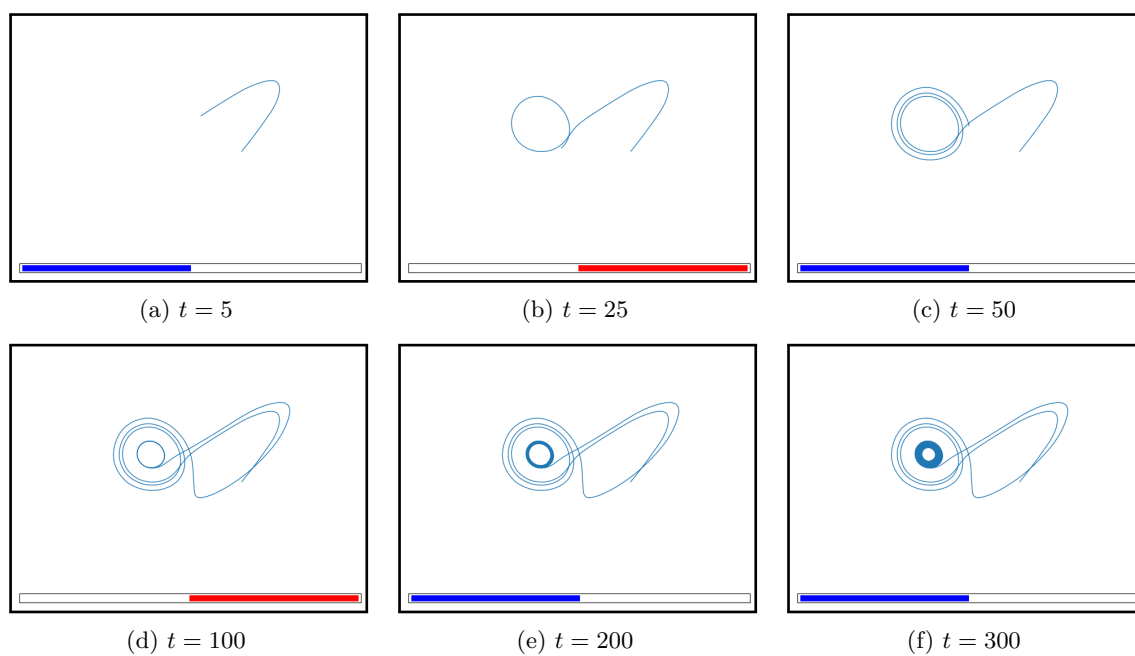 (a) t = 5
(b) t = 25
(c) t = 50
(d) t = 100
(e) t = 200
(f) t = 300